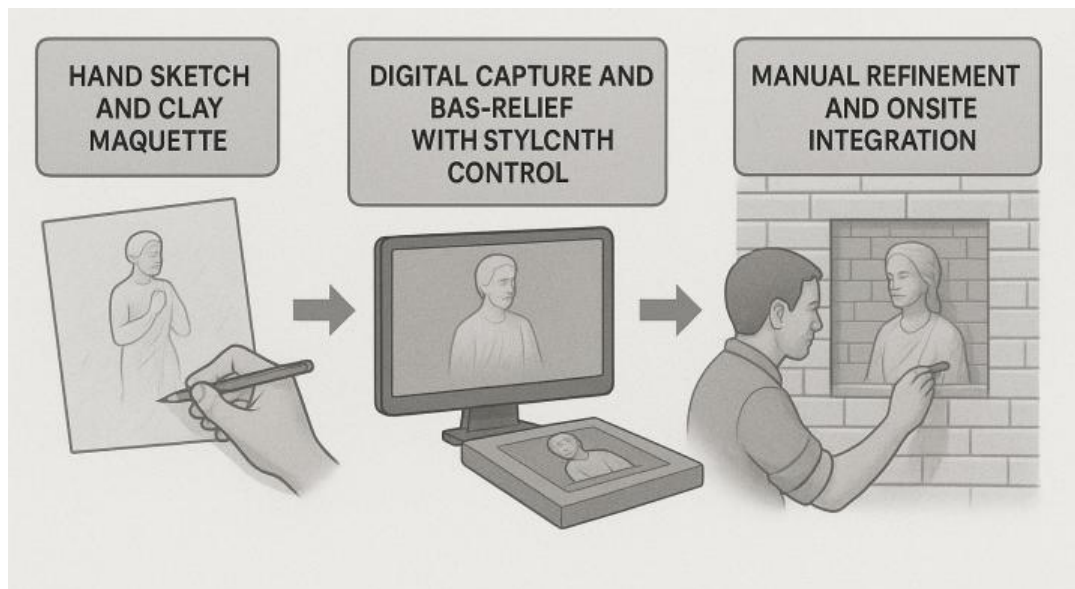 HAND SKETCH
AND CLAY
MAQUETTE
DIGITAL CAPTURE AND
BAS-RELIEF
WITH STYLCNTH
CONTROL
MANUAL REFINEMENT
AND ONSITE
INTEGRATION